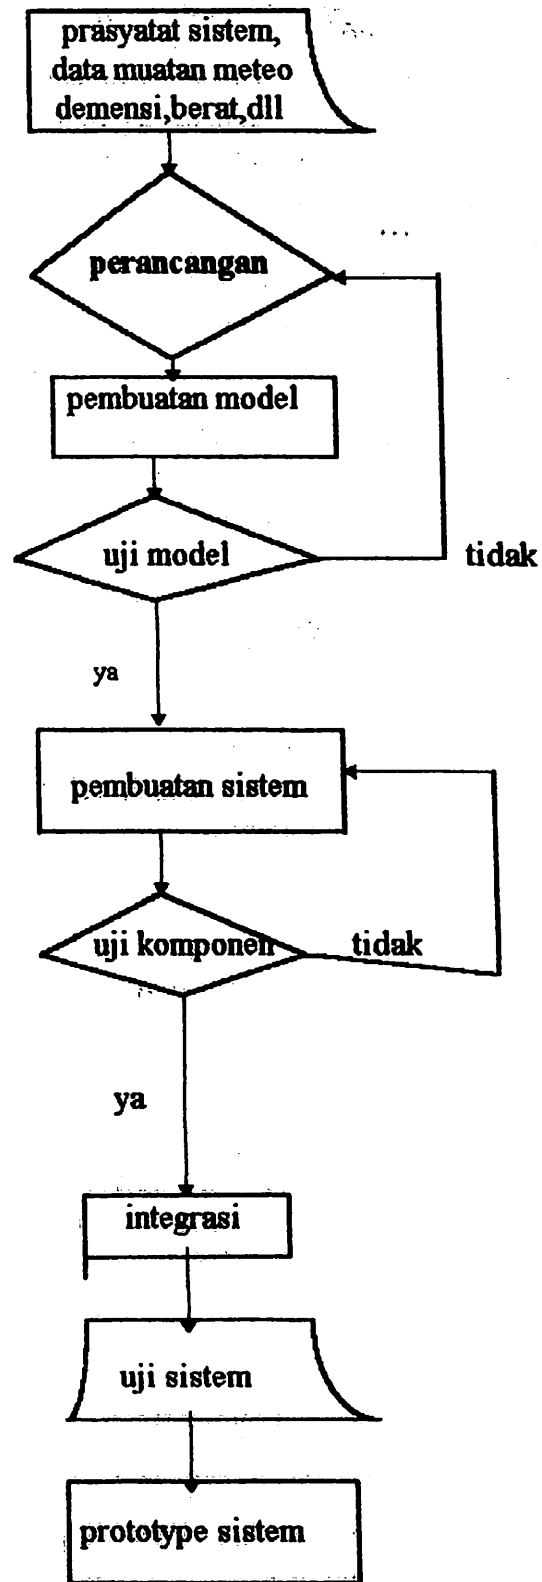 prasyatat sistem,
data muatan meteo
demensi,berat,dll
perancangan
pembuatan model
uji model
tidak
ya
pembuatan sistem
uji komponen
tidak
ya
integrasi
uji sistem
prototype sistem